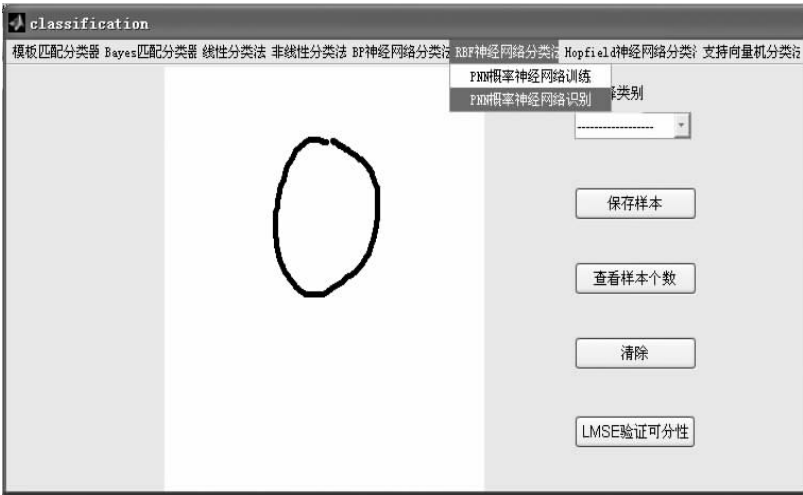 classification
模板匹配分类器 Bayes匹配分类器 线性分类法 非线性分类法 BP神经网络分类法 RBF神经网络分类法 Hopfield神经网络分类 支持向量机分类
PNN概率神经网络训练
PNN概率神经网络识别
择类别
------------------
保存样本
查看样本个数
清除
LMSE验证可分性